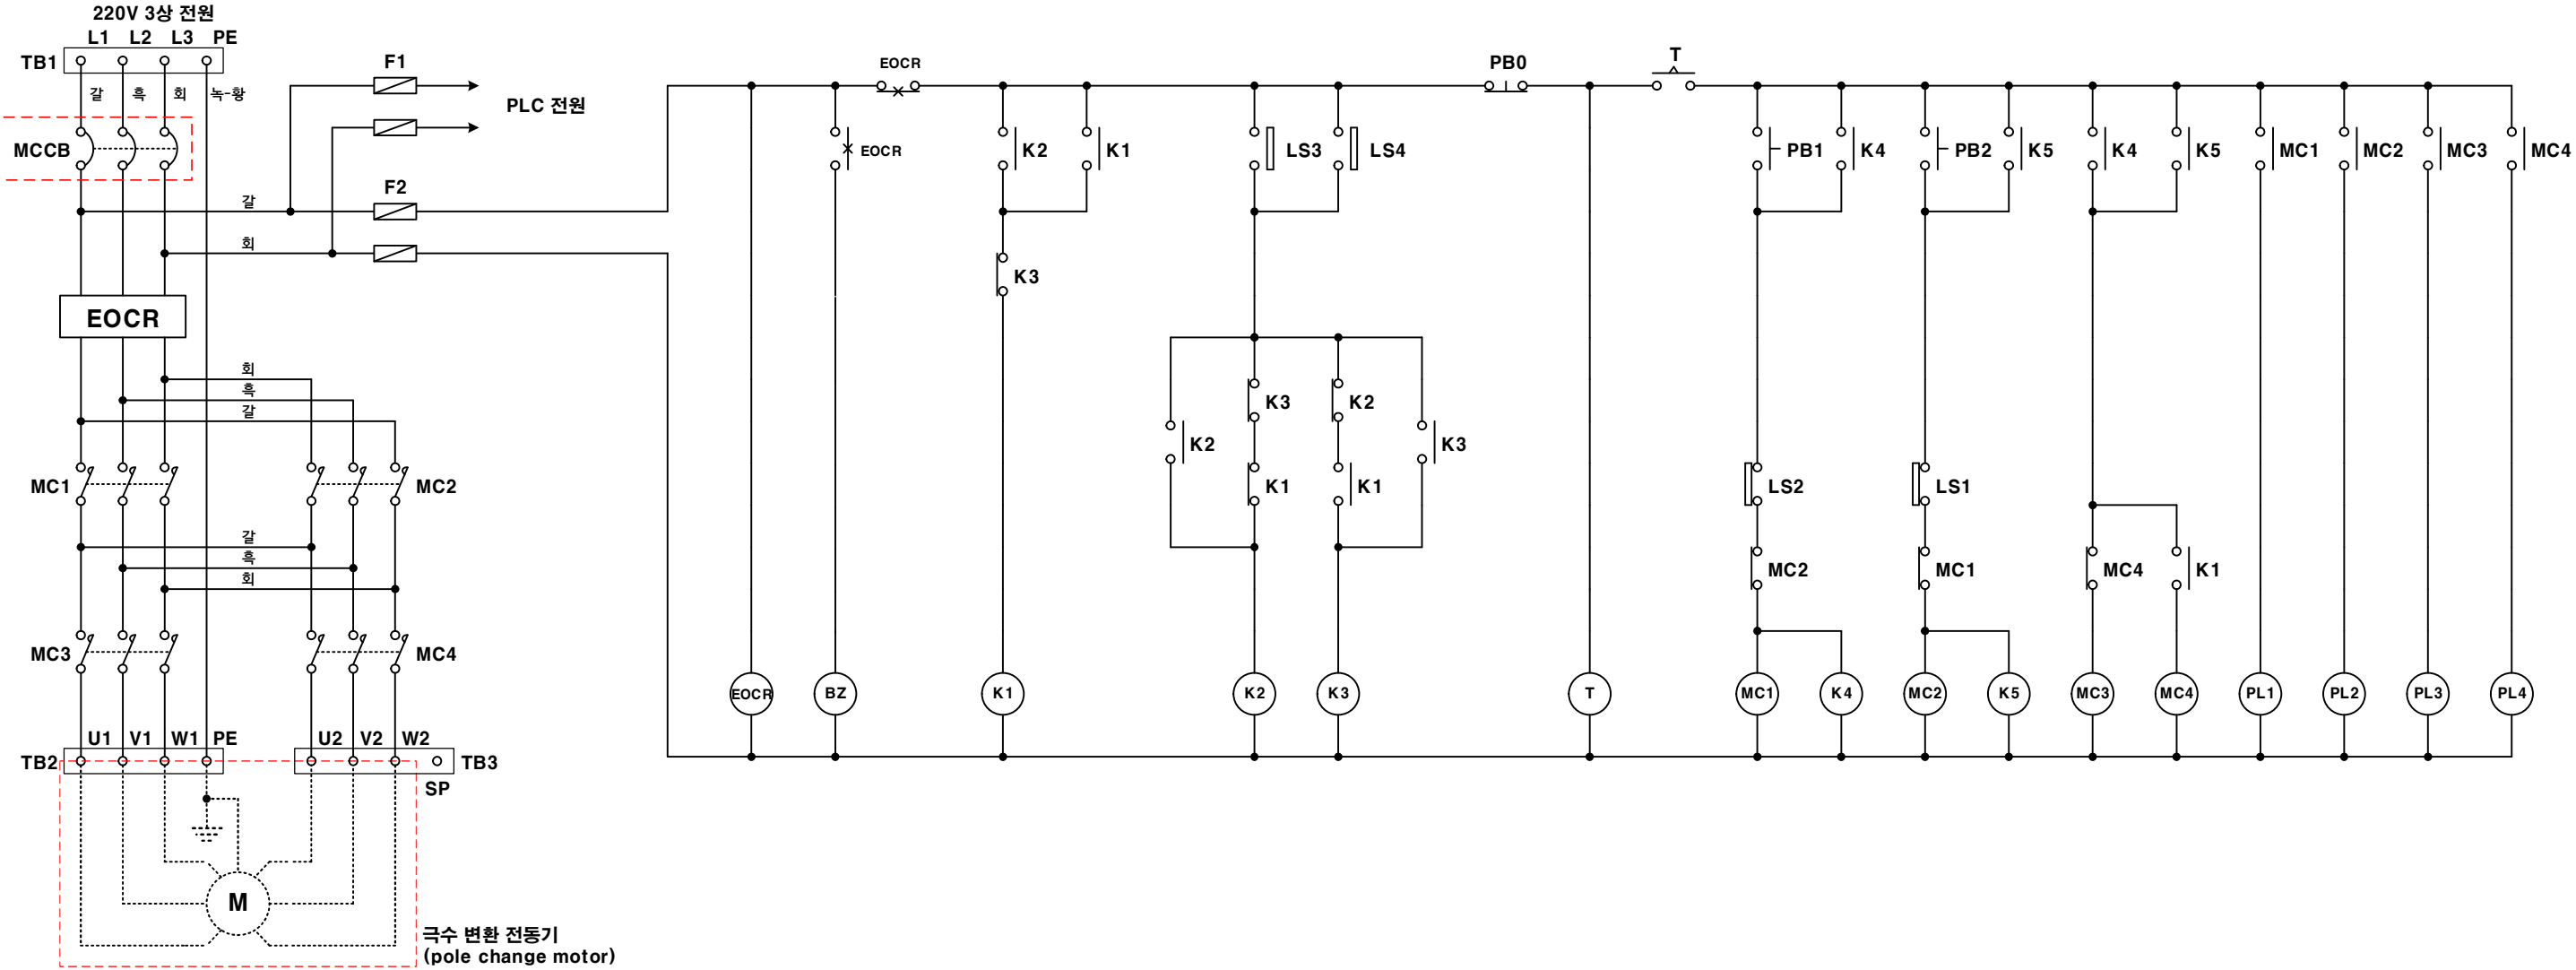 220V 3상 전원
L1 L2 L3 PE
TB1
갈 흑 회 녹-황
MCCB
F1
PLC 전원
F2
갈
회
EOCR
회
흑
갈
MC1
MC2
갈
흑
회
MC3
MC4
U1 V1 W1 PE
U2 V2 W2
TB2
TB3
SP
M
극수 변환 전동기
(pole change motor)
EOCR
PB0
T
EOCR
K2
K1
LS3
LS4
PB1
K4
PB2
K5
K4
K5
MC1
MC2
MC3
MC4
K3
K3
K2
K2
K1
K1
K3
LS2
LS1
MC2
MC1
MC4
K1
EOCR
BZ
K1
K2
K3
T
MC1
K4
MC2
K5
MC3
MC4
PL1
PL2
PL3
PL4